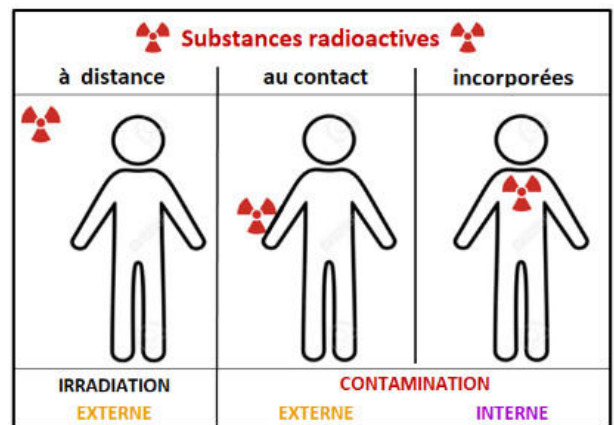 Substances radioactives
à distance
au contact
incorporées
IRRADIATION
CONTAMINATION
EXTERNE
EXTERNE
INTERNE